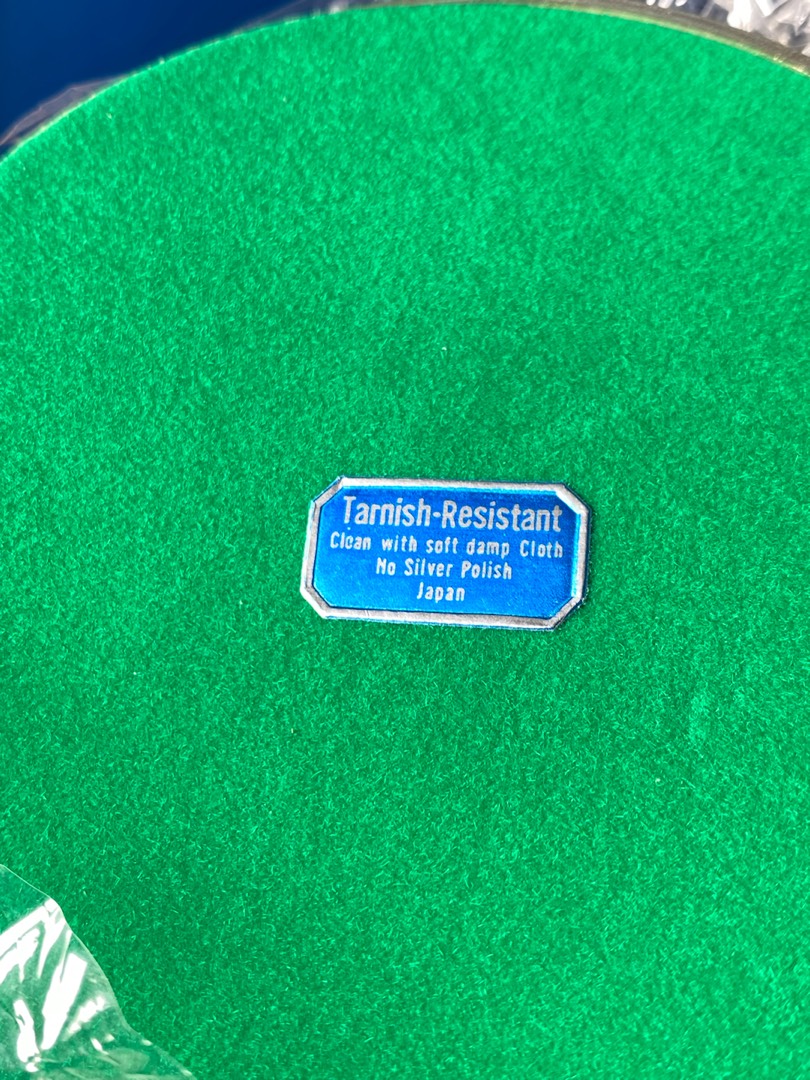 Tarnish-Resistant
Clean with soft damp Cloth
No Silver Polish
Japan